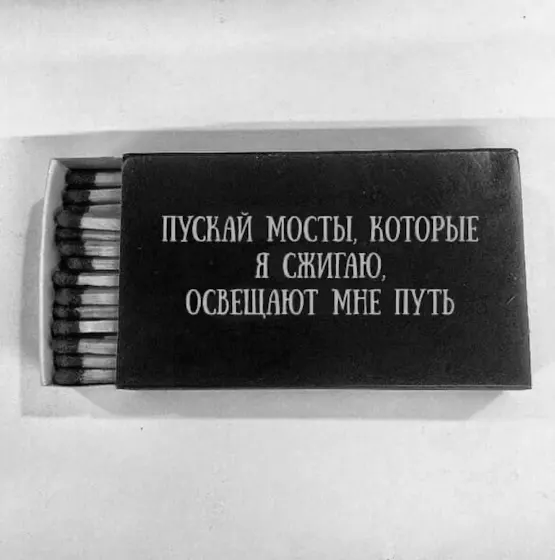 ПУСКАЙ МОСТЫ, КОТОРЫЕ
Я СЖИГАЮ,
ОСВЕЩАЮТ МНЕ ПУТЬ